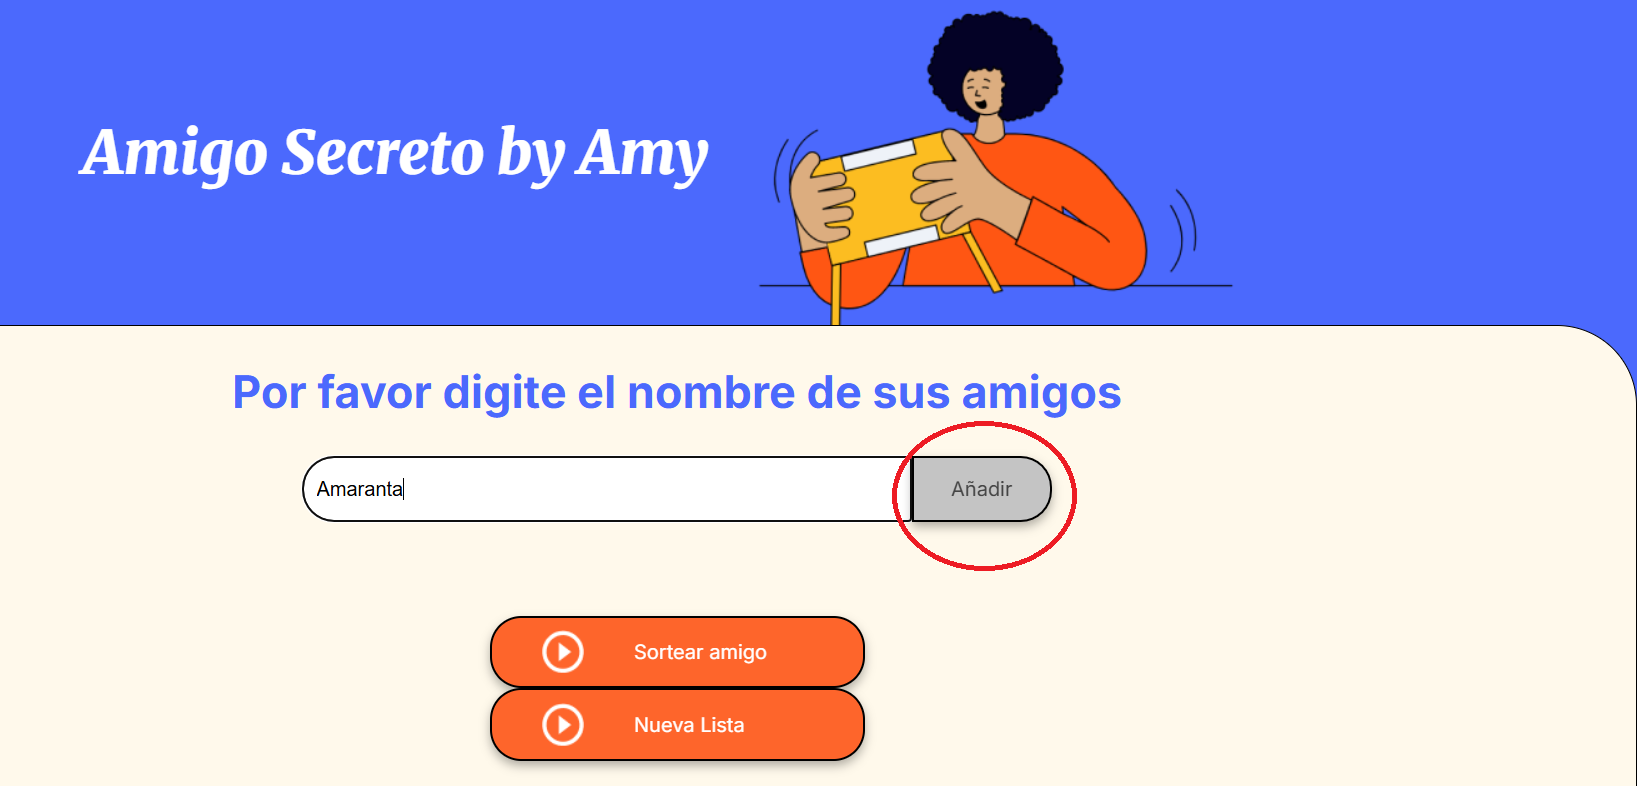 Amigo Secreto by Amy
Por favor digite el nombre de sus amigos
Amaranta
Añadir
Sortear amigo
Nueva Lista